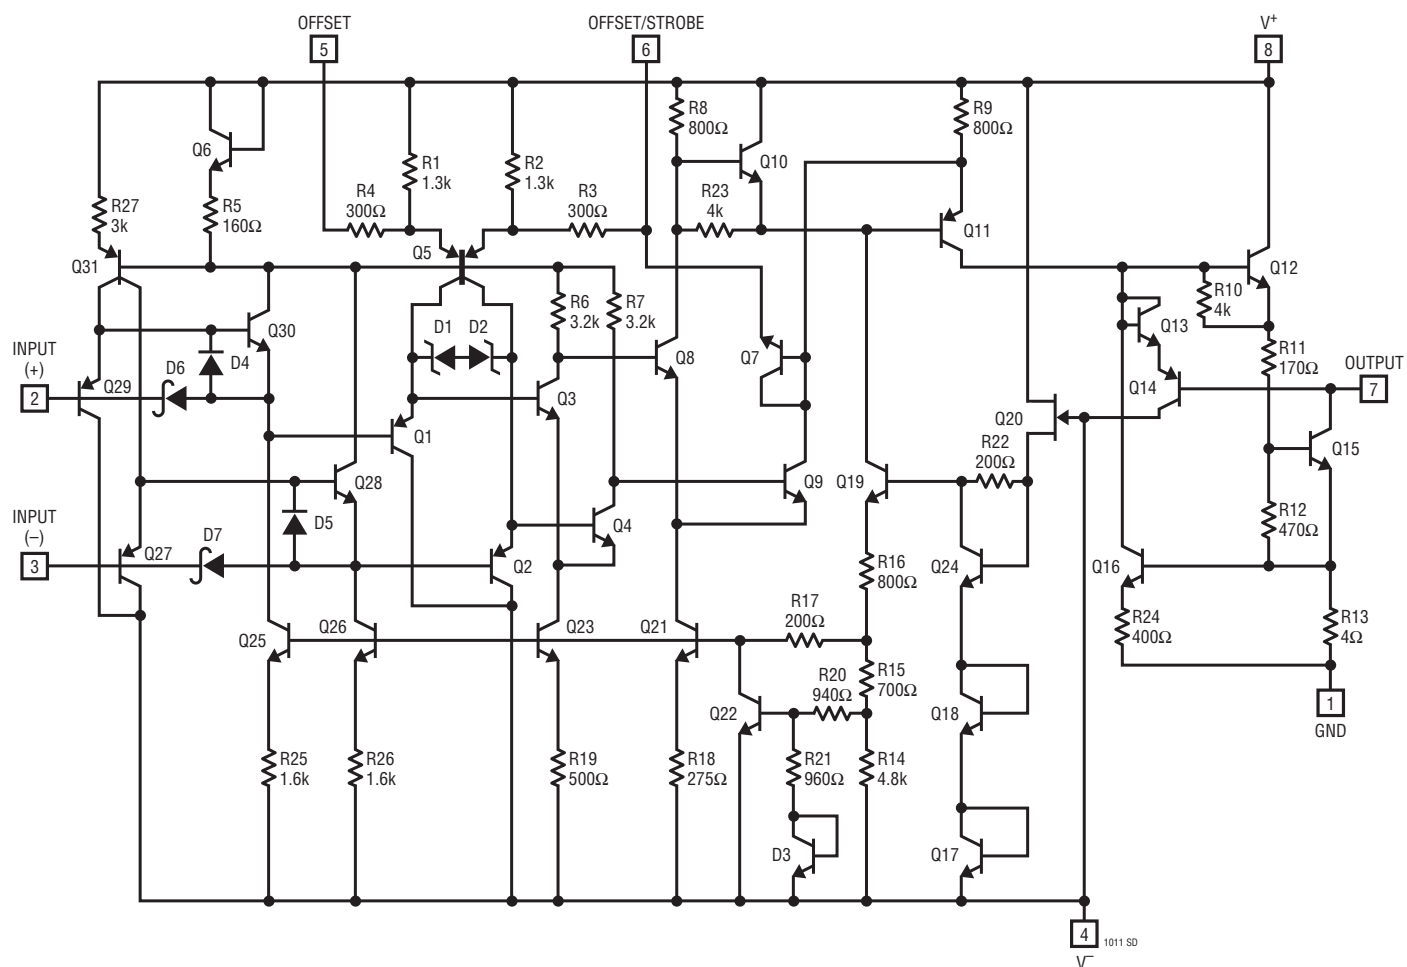 OFFSET
5
OFFSET/STROBE
6
V+
8
Q6
R27
3k
R5
160Ω
R4
300Ω
R1
1.3k
R2
1.3k
R3
300Ω
R8
800Ω
Q10
R23
4k
R9
800Ω
Q11
Q31
Q5
Q12
R10
4k
Q30
D1
D2
R6
3.2k
R7
3.2k
Q8
Q7
Q13
R11
170Ω
INPUT
(+)
2
D6
D4
Q29
Q1
Q3
Q14
OUTPUT
7
Q20
R22
200Ω
Q15
Q28
Q9
Q19
INPUT
(–)
3
D7
D5
Q27
Q4
Q2
R12
470Ω
R16
800Ω
Q24
Q16
Q25
Q26
Q23
Q21
R17
200Ω
R24
400Ω
R13
4Ω
R20
940Ω
R15
700Ω
Q22
Q18
1
GND
R25
1.6k
R26
1.6k
R19
500Ω
R18
275Ω
R21
960Ω
R14
4.8k
D3
Q17
4
V–
1011 SD